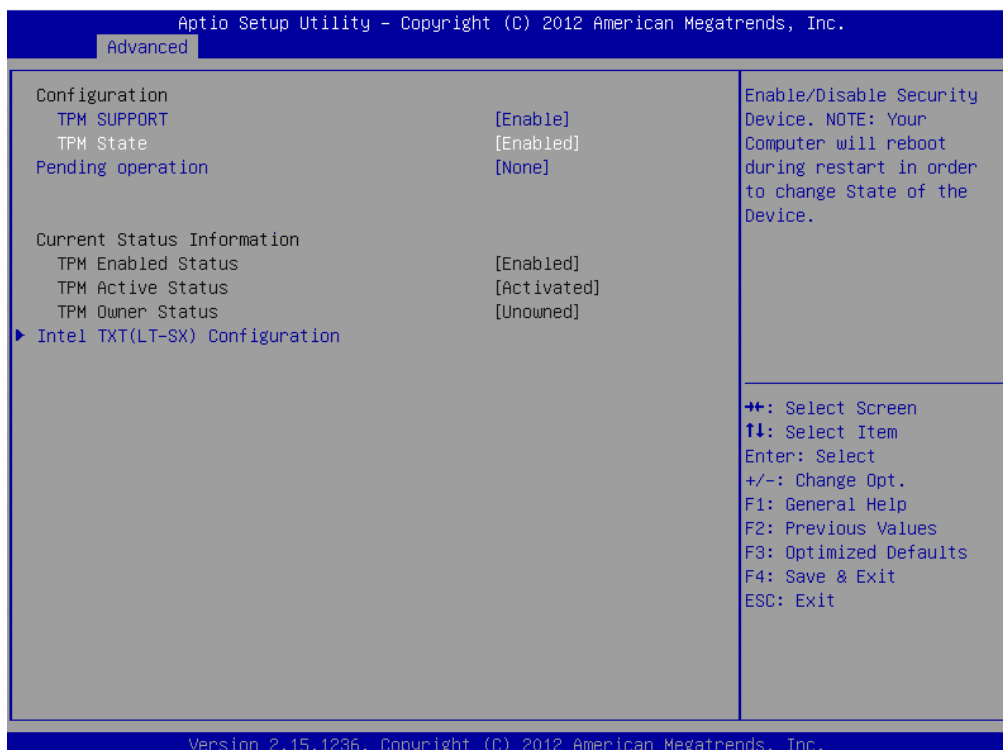 Aptio Setup Utility – Copyright (C) 2012 American Megatrends, Inc.
Advanced
Configuration
TPM SUPPORT [Enable]
TPM State [Enabled]
Pending operation [None]
Current Status Information
TPM Enabled Status [Enabled]
TPM Active Status [Activated]
TPM Owner Status [Unowned]
Intel TXT(LT-SX) Configuration
Enable/Disable Security
Device. NOTE: Your
Computer will reboot
during restart in order
to change State of the
Device.
→←: Select Screen
↑↓: Select Item
Enter: Select
+/-: Change Opt.
F1: General Help
F2: Previous Values
F3: Optimized Defaults
F4: Save & Exit
ESC: Exit
Version 2.15.1236. Copyright (C) 2012 American Megatrends, Inc.